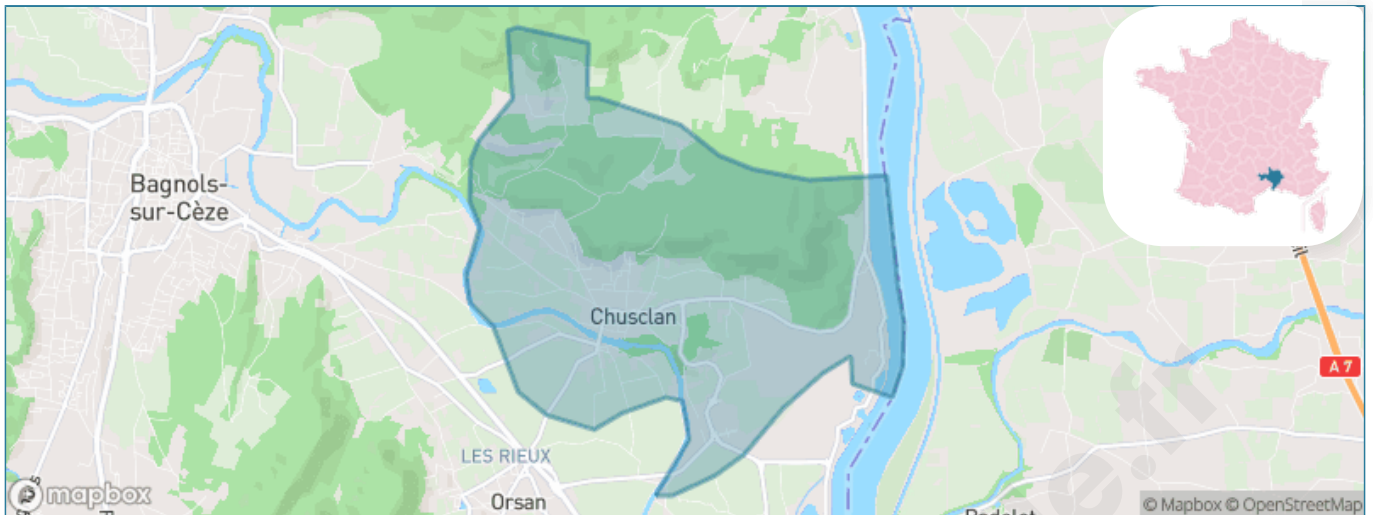 Bagnols-
sur-Cèze
Chusclan
A 7
LES RIEUX
Orsan
mapbox
© Mapbox © OpenStreetMap